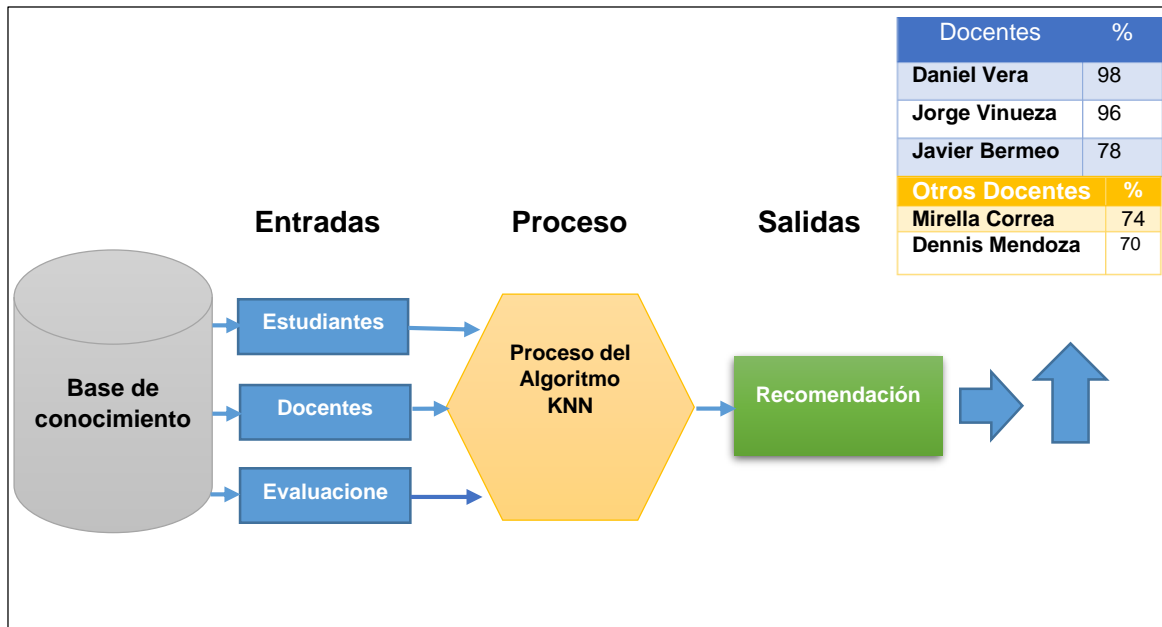 Docentes %
Daniel Vera 98
Jorge Vinueza 96
Javier Bermeo 78
Otros Docentes %
Mirella Correa 74
Dennis Mendoza 70
Entradas Proceso Salidas
Base de
conocimiento
Estudiantes
Docentes
Evaluacione
Proceso del
Algoritmo
KNN
Recomendación